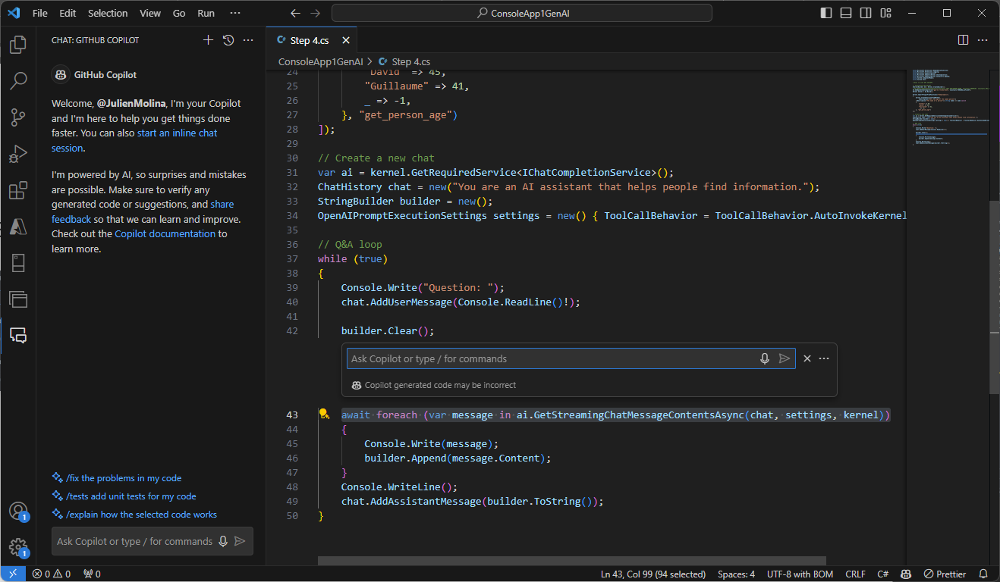 File Edit Selection View Go Run ···
ConsoleApp1GenAI
CHAT: GITHUB COPILOT
GitHub Copilot
Welcome, @JulienMolina, I'm your Copilot
and I'm here to help you get things done
faster. You can also start an inline chat
session.
I'm powered by AI, so surprises and mistakes
are possible. Make sure to verify any
generated code or suggestions, and share
feedback so that we can learn and improve.
Check out the Copilot documentation to
learn more.
/fix the problems in my code
/tests add unit tests for my code
/explain how the selected code works
Ask Copilot or type / for commands
1
1
Step 4.cs
ConsoleApp1GenAI > Step 4.cs
24 "David" => 45,
25 "Guillaume" => 41,
26 _ => -1,
27 }, "get_person_age")
28 ]);
29
30 // Create a new chat
31 var ai = kernel.GetRequiredService<IChatCompletionService>();
32 ChatHistory chat = new("You are an AI assistant that helps people find information.");
33 StringBuilder builder = new();
34 OpenAIPromptExecutionSettings settings = new() { ToolCallBehavior = ToolCallBehavior.AutoInvokeKernel
35
36 // Q&A loop
37 while (true)
38 {
39 Console.Write("Question: ");
40 chat.AddUserMessage(Console.ReadLine()!);
41
42 builder.Clear();
Ask Copilot or type / for commands
Copilot generated code may be incorrect
43 await foreach (var message in ai.GetStreamingChatMessageContentsAsync(chat, settings, kernel))
44 {
45 Console.Write(message);
46 builder.Append(message.Content);
47 }
48 Console.WriteLine();
49 chat.AddAssistantMessage(builder.ToString());
50 }
0 0 0 Ln 43, Col 99 (94 selected) Spaces: 4 UTF-8 with BOM CRLF C# Prettier